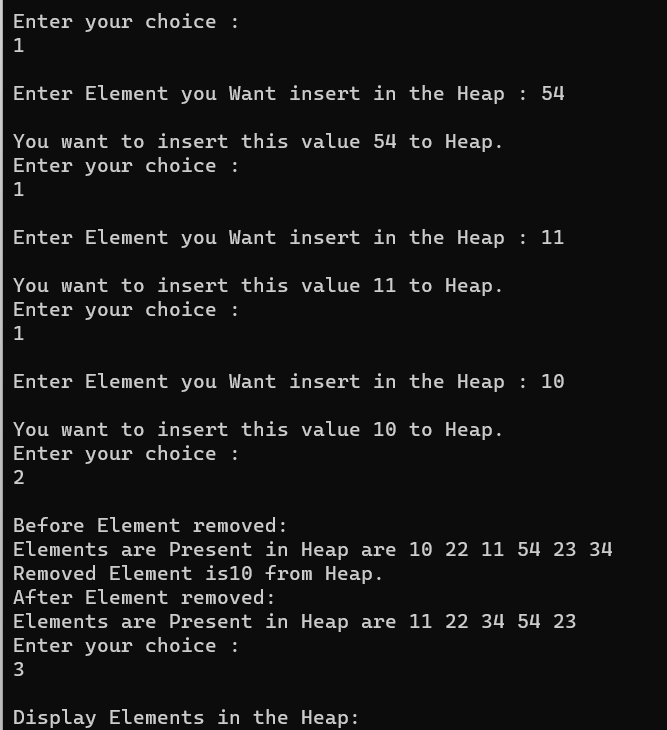 Enter your choice :
1
Enter Element you Want insert in the Heap : 54
You want to insert this value 54 to Heap.
Enter your choice :
1
Enter Element you Want insert in the Heap : 11
You want to insert this value 11 to Heap.
Enter your choice :
1
Enter Element you Want insert in the Heap : 10
You want to insert this value 10 to Heap.
Enter your choice :
2
Before Element removed:
Elements are Present in Heap are 10 22 11 54 23 34
Removed Element is10 from Heap.
After Element removed:
Elements are Present in Heap are 11 22 34 54 23
Enter your choice :
3
Display Elements in the Heap: